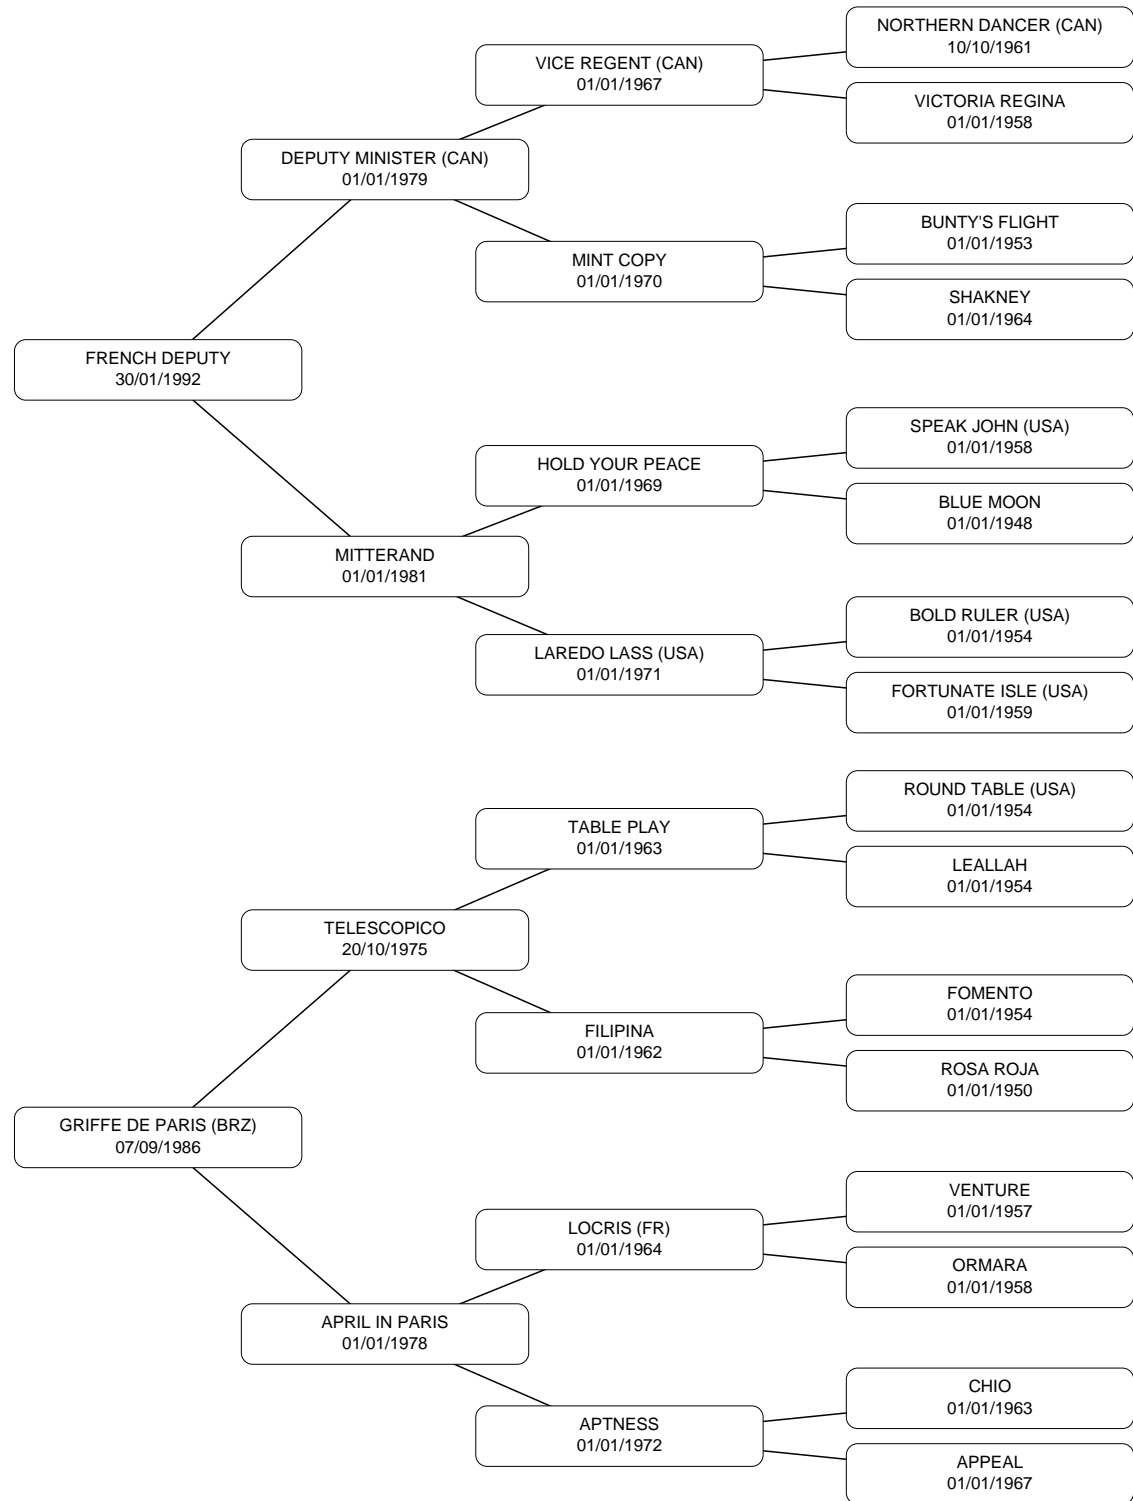 NORTHERN DANCER (CAN)
10/10/1961
VICE REGENT (CAN)
01/01/1967
VICTORIA REGINA
01/01/1958
DEPUTY MINISTER (CAN)
01/01/1979
BUNTY'S FLIGHT
01/01/1953
MINT COPY
01/01/1970
SHAKNEY
01/01/1964
FRENCH DEPUTY
30/01/1992
SPEAK JOHN (USA)
01/01/1958
HOLD YOUR PEACE
01/01/1969
BLUE MOON
01/01/1948
MITTERAND
01/01/1981
BOLD RULER (USA)
01/01/1954
LAREDO LASS (USA)
01/01/1971
FORTUNATE ISLE (USA)
01/01/1959
ROUND TABLE (USA)
01/01/1954
TABLE PLAY
01/01/1963
LEALLAH
01/01/1954
TELESCOPICO
20/10/1975
FOMENTO
01/01/1954
FILIPINA
01/01/1962
ROSA ROJA
01/01/1950
GRIFFE DE PARIS (BRZ)
07/09/1986
VENTURE
01/01/1957
LOCRIS (FR)
01/01/1964
ORMARA
01/01/1958
APRIL IN PARIS
01/01/1978
CHIO
01/01/1963
APTNESS
01/01/1972
APPEAL
01/01/1967